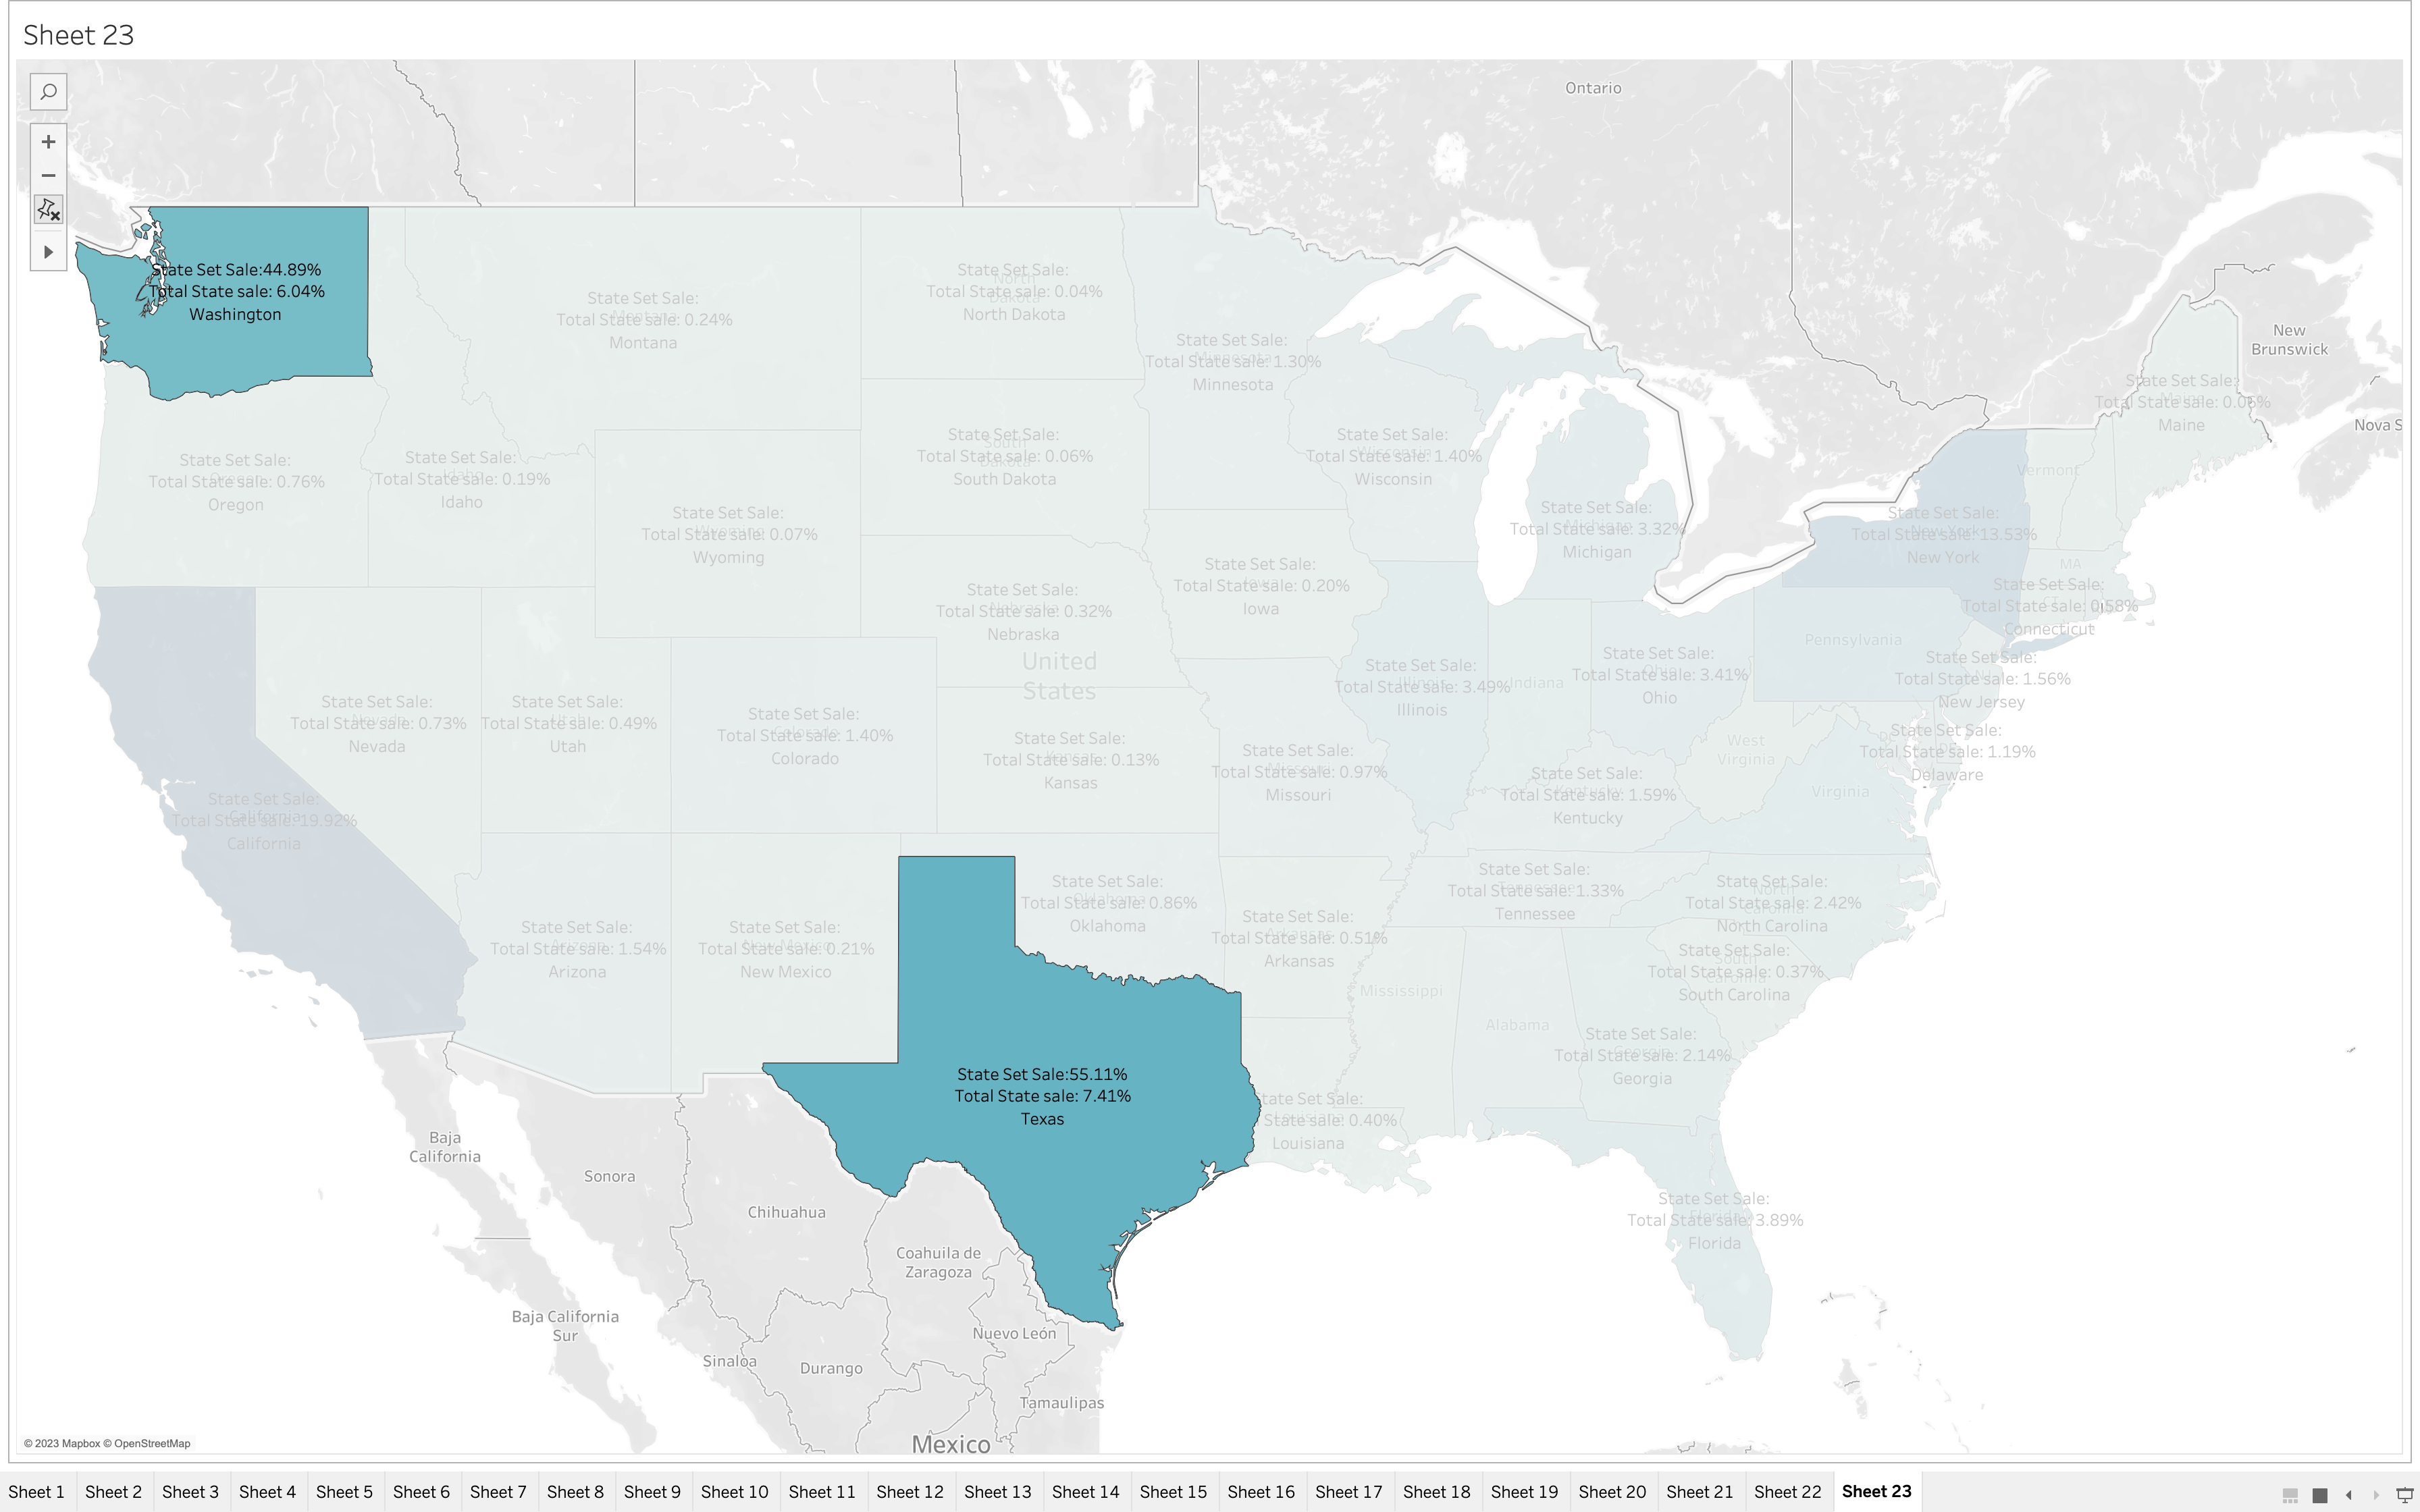 Sheet 23
Ontario
State Set Sale:44.89%
Total State sale: 6.04%
Washington
State Set Sale:
Total State sale: 0.24%
Montana
State Set Sale:
Total State sale: 0.04%
North Dakota
State Set Sale:
Total State sale: 1.30%
Minnesota
New
Brunswick
Nova S
State Set Sale:
Total State sale: 0.06%
Maine
State Set Sale:
Total State sale: 0.76%
Oregon
State Set Sale:
Total State sale: 0.19%
Idaho
State Set Sale:
Total State sale: 0.07%
Wyoming
State Set Sale:
Total State sale: 0.06%
South Dakota
State Set Sale:
Total State sale: 1.40%
Wisconsin
State Set Sale:
Total State sale: 3.32%
Michigan
Vermont
State Set Sale:
Total State sale: 13.53%
New York
MA
State Set Sale:
Total State sale: 0.58%
Connecticut
State Set Sale:
Total State sale: 0.32%
Nebraska
State Set Sale:
Total State sale: 0.20%
Iowa
United
States
State Set Sale:
Total State sale: 3.49%
Illinois
Indiana
State Set Sale:
Total State sale: 3.41%
Ohio
Pennsylvania
State Set Sale:
Total State sale: 1.56%
New Jersey
State Set Sale:
Total State sale: 0.73%
Nevada
State Set Sale:
Total State sale: 0.49%
Utah
State Set Sale:
Total State sale: 1.40%
Colorado
State Set Sale:
Total State sale: 0.13%
Kansas
State Set Sale:
Total State sale: 0.97%
Missouri
State Set Sale:
Total State sale: 1.59%
Kentucky
West
Virginia
Virginia
State Set Sale:
Total State sale: 1.19%
Delaware
State Set Sale:
Total State sale: 19.92%
California
State Set Sale:
Total State sale: 1.54%
Arizona
State Set Sale:
Total State sale: 0.21%
New Mexico
State Set Sale:
Total State sale: 0.86%
Oklahoma
State Set Sale:
Total State sale: 0.51%
Arkansas
State Set Sale:
Total State sale: 1.33%
Tennessee
State Set Sale:
Total State sale: 2.42%
North Carolina
State Set Sale:
Total State sale: 0.37%
South Carolina
Mississippi
Alabama
State Set Sale:
Total State sale: 2.14%
Georgia
State Set Sale:55.11%
Total State sale: 7.41%
Texas
tate Set Sale:
State sale: 0.40%
Louisiana
State Set Sale:
Total State sale: 3.89%
Florida
Baja
California
Sonora
Chihuahua
Coahuila de
Zaragoza
Baja California
Sur
Nuevo León
Sinaloa
Durango
Tamaulipas
Mexico
© 2023 Mapbox © OpenStreetMap
Sheet 1 Sheet 2 Sheet 3 Sheet 4 Sheet 5 Sheet 6 Sheet 7 Sheet 8 Sheet 9 Sheet 10 Sheet 11 Sheet 12 Sheet 13 Sheet 14 Sheet 15 Sheet 16 Sheet 17 Sheet 18 Sheet 19 Sheet 20 Sheet 21 Sheet 22 Sheet 23